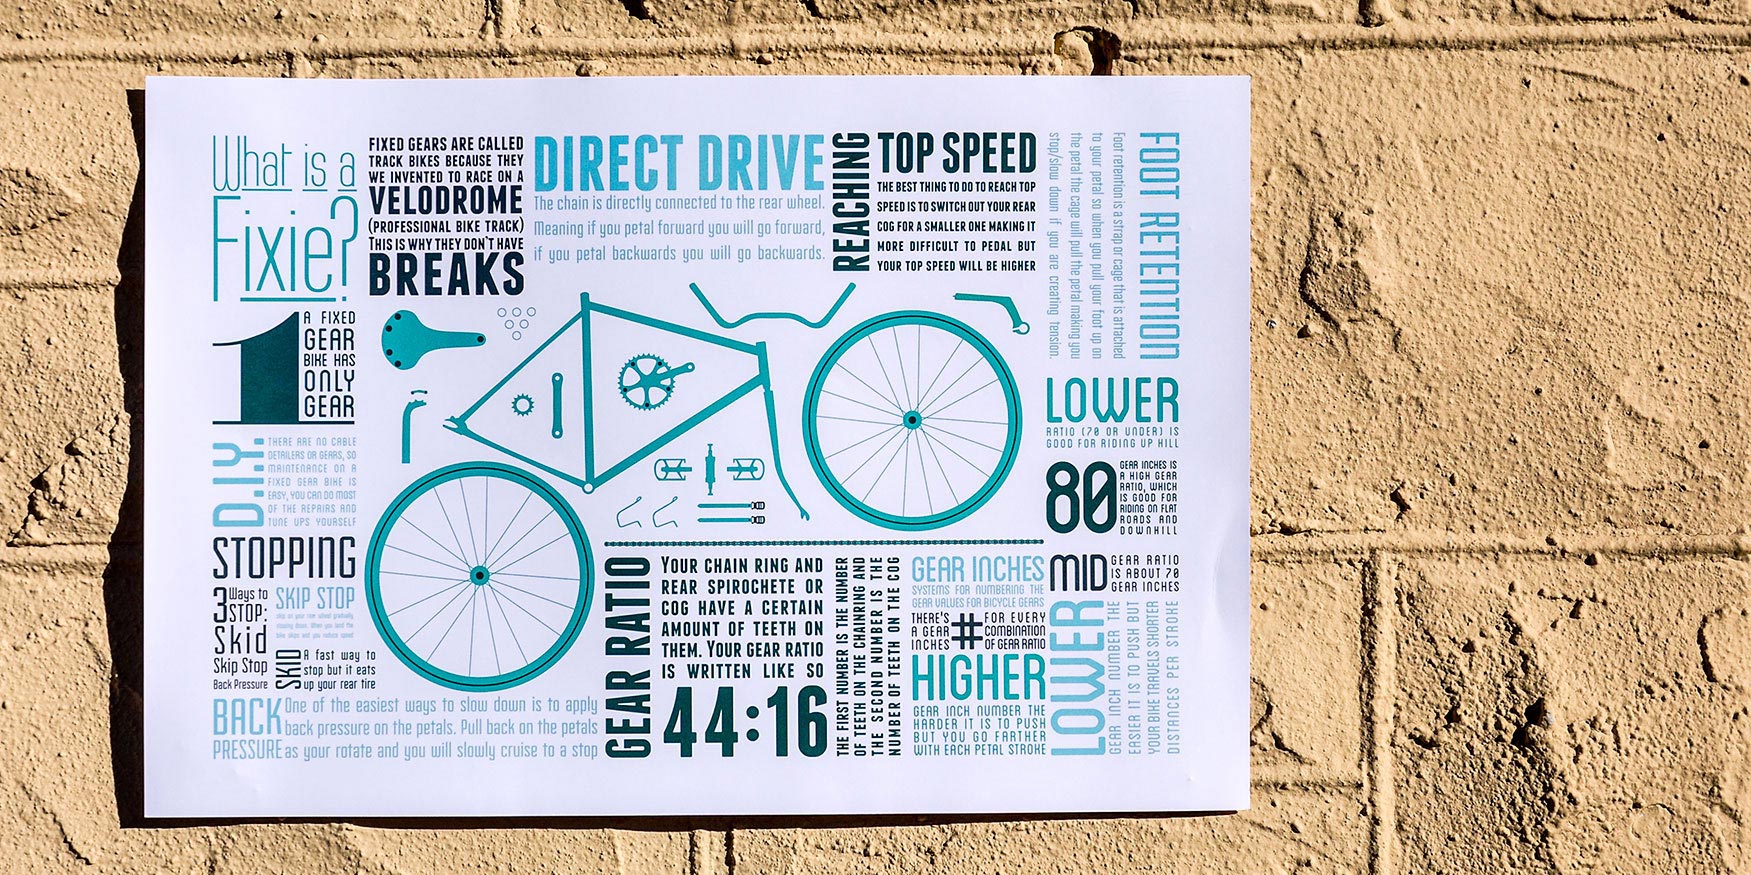 What is a
Fixie?
FIXED GEARS ARE CALLED
TRACK BIKES BECAUSE THEY
WE INVENTED TO RACE ON A
VELODROME
(PROFESSIONAL BIKE TRACK)
THIS IS WHY THEY DON'T HAVE
BREAKS
DIRECT DRIVE
The chain is directly connected to the rear wheel.
Meaning if you petal forward you will go forward,
if you petal backwards you will go backwards.
REACHING
TOP SPEED
THE BEST THING TO DO TO REACH TOP
SPEED IS TO SWITCH OUT YOUR REAR
COG FOR A SMALLER ONE MAKING IT
MORE DIFFICULT TO PEDAL BUT
YOUR TOP SPEED WILL BE HIGHER
FOOT RETENTION
Foot retention is a strap or cage that is attached
to your petal so when you pull your foot up on
the petal the cage will pull the petal making you
stop/slow down if you are creating tension.
1
A FIXED
GEAR
BIKE HAS
ONLY
GEAR
D.I.Y.
THERE ARE NO CABLE
DETAILERS OR GEARS, SO
MAINTENANCE ON A
FIXED GEAR BIKE IS
EASY, YOU CAN DO MOST
OF THE REPAIRS AND
TUNE UPS YOURSELF
STOPPING
3 Ways to
STOP:
Skid
Skip Stop
Back Pressure
SKIP STOP
skip on your rear wheel gradually
slowing down. When you land the
bike skips and you reduce speed
SKID
A fast way to
stop but it eats
up your rear tire
BACK
PRESSURE
One of the easiest ways to slow down is to apply
back pressure on the petals. Pull back on the petals
as your rotate and you will slowly cruise to a stop
GEAR RATIO
YOUR CHAIN RING AND
REAR SPIROCHETE OR
COG HAVE A CERTAIN
AMOUNT OF TEETH ON
THEM. YOUR GEAR RATIO
IS WRITTEN LIKE SO
44:16
THE FIRST NUMBER IS THE NUMBER
OF TEETH ON THE CHAINRING AND
THE SECOND NUMBER IS THE
NUMBER OF TEETH ON THE COG
GEAR INCHES
SYSTEMS FOR NUMBERING THE
GEAR VALUES FOR BICYCLE GEARS
THERE'S
A GEAR
INCHES
#
FOR EVERY
COMBINATION
OF GEAR RATIO
HIGHER
GEAR INCH NUMBER THE
HARDER IT IS TO PUSH
BUT YOU GO FARTHER
WITH EACH PETAL STROKE
LOWER
RATIO (70 OR UNDER) IS
GOOD FOR RIDING UP HILL
80
GEAR INCHES IS
A HIGH GEAR
RATIO, WHICH
IS GOOD FOR
RIDING ON FLAT
ROADS AND
DOWNHILL
MID
GEAR RATIO
IS ABOUT 70
GEAR INCHES
LOWER
GEAR INCH NUMBER THE
EASIER IT IS TO PUSH BUT
YOUR BIKE TRAVELS SHORTER
DISTANCES PER STROKE